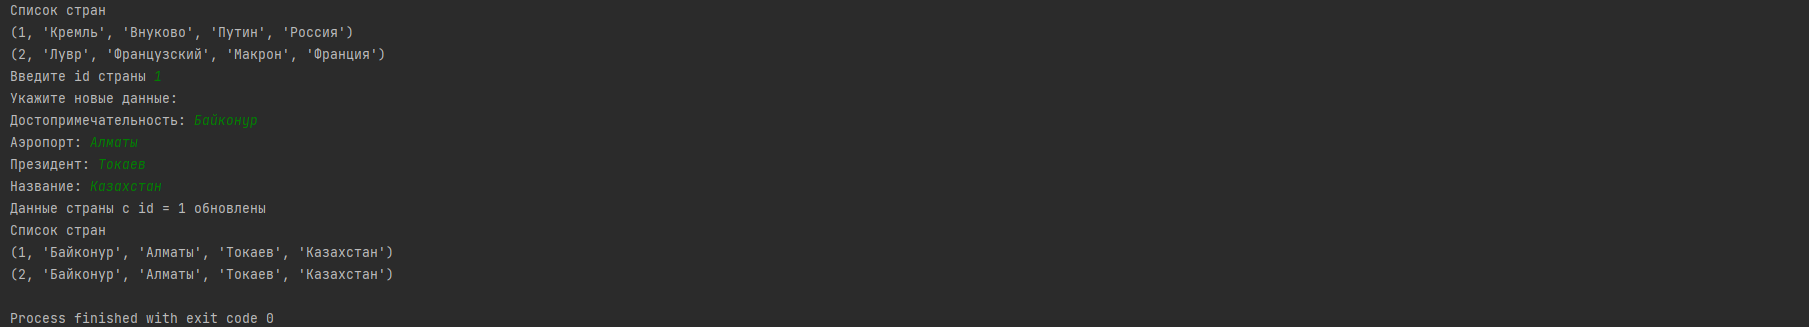 Список стран
(1, 'Кремль', 'Внуково', 'Путин', 'Россия')
(2, 'Лувр', 'Французский', 'Макрон', 'Франция')
Введите id страны 1
Укажите новые данные:
Достопримечательность: Байконур
Аэропорт: Алматы
Президент: Токаев
Название: Казахстан
Данные страны с id = 1 обновлены
Список стран
(1, 'Байконур', 'Алматы', 'Токаев', 'Казахстан')
(2, 'Байконур', 'Алматы', 'Токаев', 'Казахстан')
Process finished with exit code 0